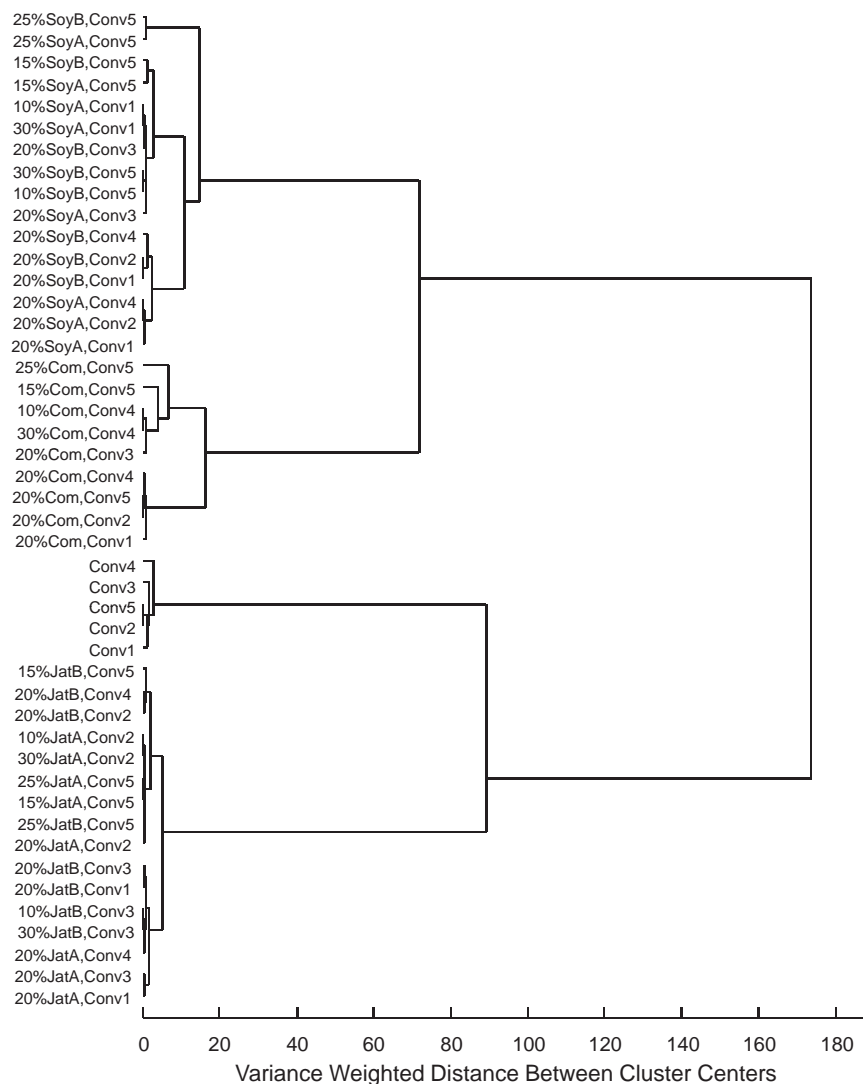 25%SoyB,Conv5
25%SoyA,Conv5
15%SoyB,Conv5
15%SoyA,Conv5
10%SoyA,Conv1
30%SoyA,Conv1
20%SoyB,Conv3
30%SoyB,Conv5
10%SoyB,Conv5
20%SoyA,Conv3
20%SoyB,Conv4
20%SoyB,Conv2
20%SoyB,Conv1
20%SoyA,Conv4
20%SoyA,Conv2
20%SoyA,Conv1
25%Com,Conv5
15%Com,Conv5
10%Com,Conv4
30%Com,Conv4
20%Com,Conv3
20%Com,Conv4
20%Com,Conv5
20%Com,Conv2
20%Com,Conv1
Conv4
Conv3
Conv5
Conv2
Conv1
15%JatB,Conv5
20%JatB,Conv4
20%JatB,Conv2
10%JatA,Conv2
30%JatA,Conv2
25%JatA,Conv5
15%JatA,Conv5
25%JatB,Conv5
20%JatA,Conv2
20%JatB,Conv3
20%JatB,Conv1
10%JatB,Conv3
30%JatB,Conv3
20%JatA,Conv4
20%JatA,Conv3
20%JatA,Conv1
0 20 40 60 80 100 120 140 160 180
Variance Weighted Distance Between Cluster Centers